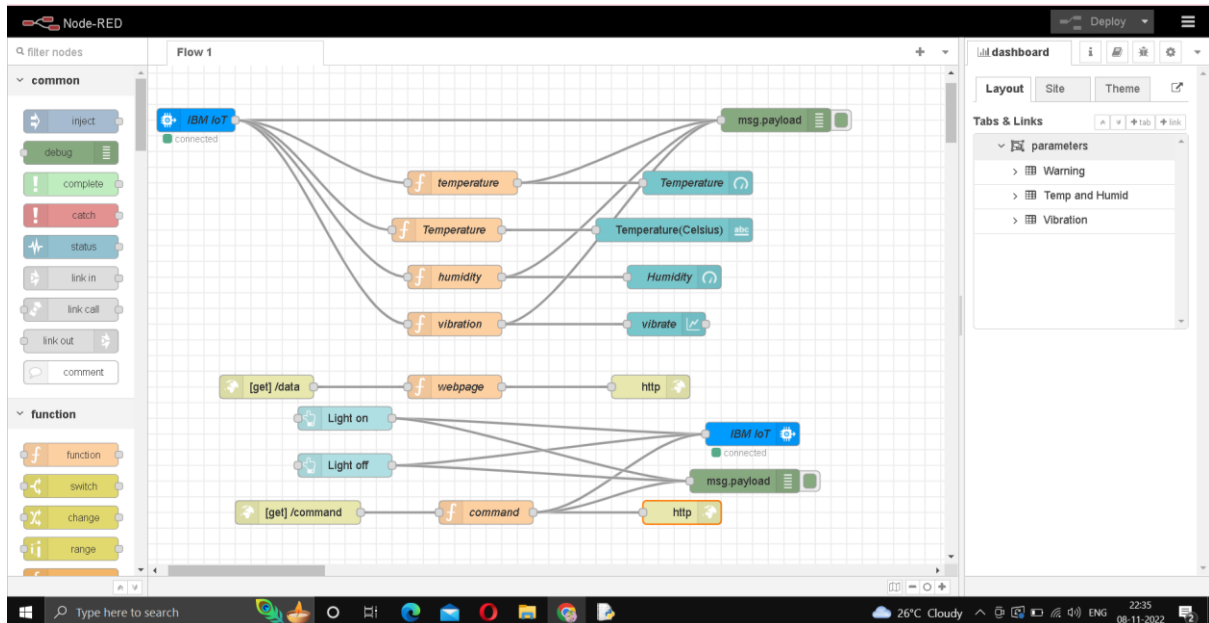 Node-RED
Deploy
filter nodes
Flow 1
dashboard
i
common
Layout
Site
Theme
inject
IBM IoT
msg.payload
Tabs & Links
tab
link
connected
debug
parameters
complete
temperature
Temperature
Warning
Temp and Humid
catch
Temperature
Temperature(Celsius)
abc
Vibration
status
link in
humidity
Humidity
link call
vibration
vibrate
link out
comment
[get] /data
webpage
http
function
Light on
IBM IoT
connected
function
Light off
msg.payload
switch
change
[get] /command
command
http
range
Type here to search
26°C Cloudy
ENG
22:35
08-11-2022
2